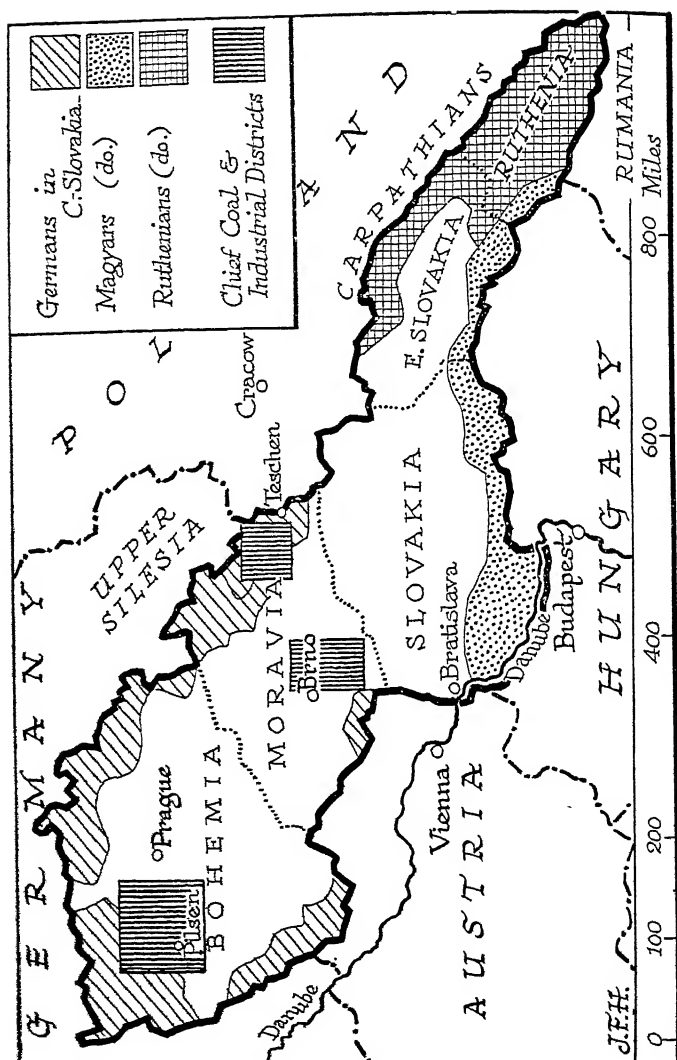 Germans in
C.-Slovakia
Magyars (do.)
Ruthenians (do.)
Chief Coal &
Industrial Districts
GERMANY
POLAND
UPPER
SILESIA
Cracow
Teschen
CARPATHIANS
RUTHENIA
E. SLOVAKIA
SLOVAKIA
MORAVIA
Brno
BOHEMIA
Prague
Pilsen
Bratislava
Danube
Budapest
Vienna
Danube
AUSTRIA
HUNGARY
RUMANIA
J.F.H.
0 100 200 400 600 800 Miles